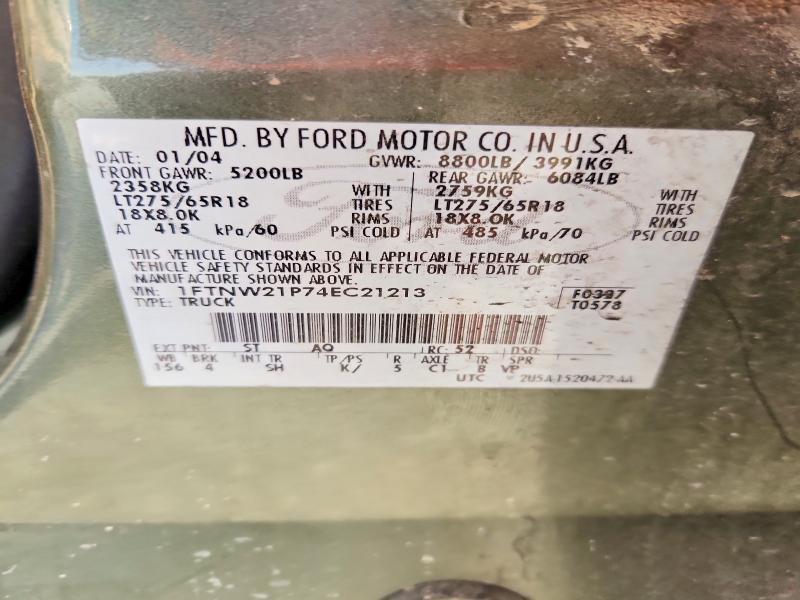 MFD. BY FORD MOTOR CO. IN U.S.A.
DATE: 01/04 GVWR: 8800LB/ 3991KG
FRONT GAWR: 5200LB REAR GAWR: 6084LB
2358KG WITH 2759KG WITH
LT275/65R18 TIRES LT275/65R18 TIRES
18X8.0K RIMS 18X8.0K RIMS
AT 415 kPa/60 PSI COLD AT 485 kPa/70 PSI COLD
THIS VEHICLE CONFORMS TO ALL APPLICABLE FEDERAL MOTOR
VEHICLE SAFETY STANDARDS IN EFFECT ON THE DATE OF
MANUFACTURE SHOWN ABOVE.
VIN: 1FTNW21P74EC21213 F0397
TYPE: TRUCK T0578
EXT PNT: ST AQ RC: 52 DSO:
WB BRK INT TR TP/PS R AXLE TR SPR
156 4 SH K/ 5 C1 B VP
UTC 2U5A-1520472-AA
Ford